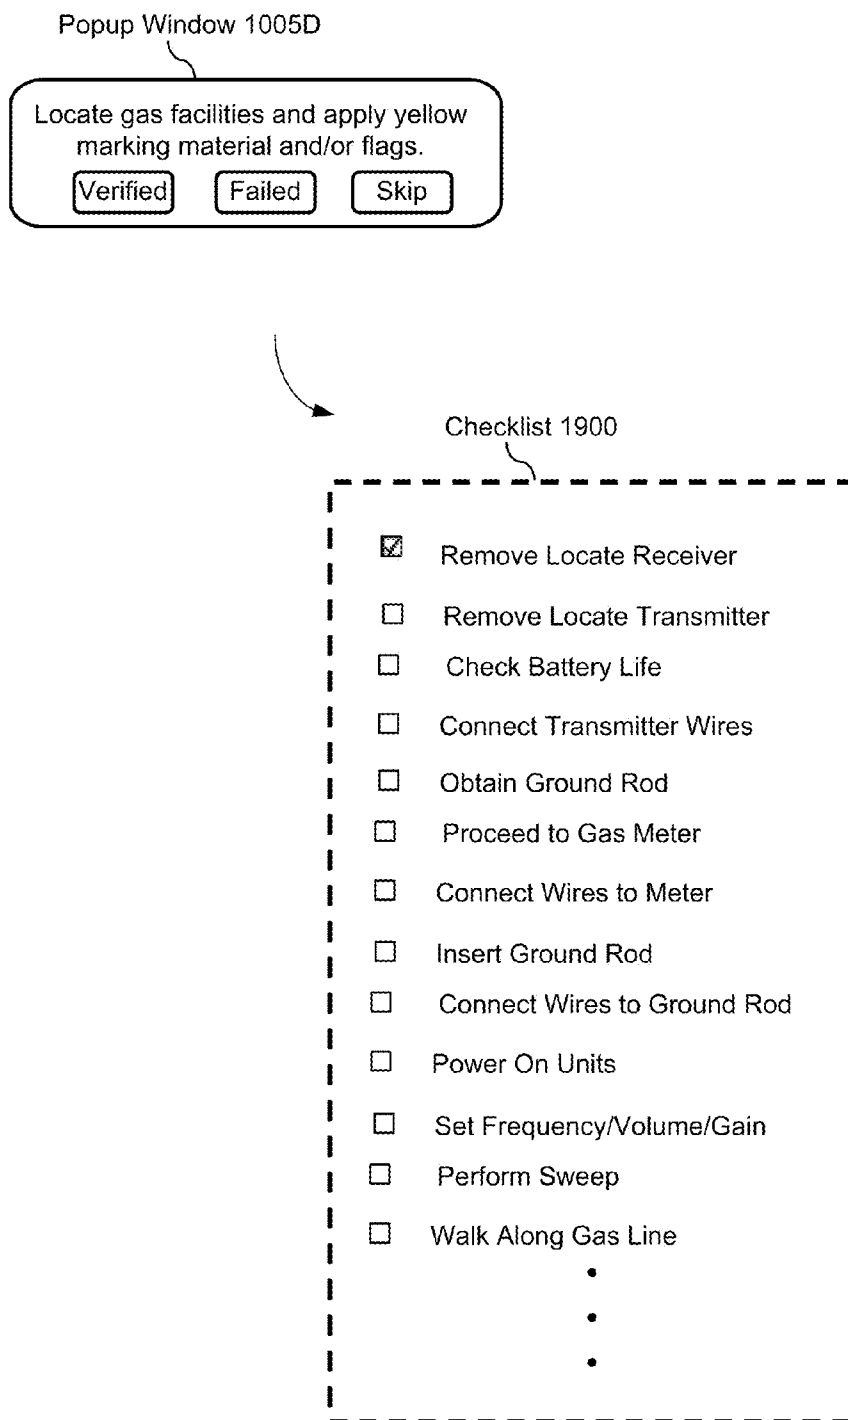 Popup Window 1005D
Locate gas facilities and apply yellow
marking material and/or flags.
Verified Failed Skip
Checklist 1900
Remove Locate Receiver
Remove Locate Transmitter
Check Battery Life
Connect Transmitter Wires
Obtain Ground Rod
Proceed to Gas Meter
Connect Wires to Meter
Insert Ground Rod
Connect Wires to Ground Rod
Power On Units
Set Frequency/Volume/Gain
Perform Sweep
Walk Along Gas Line